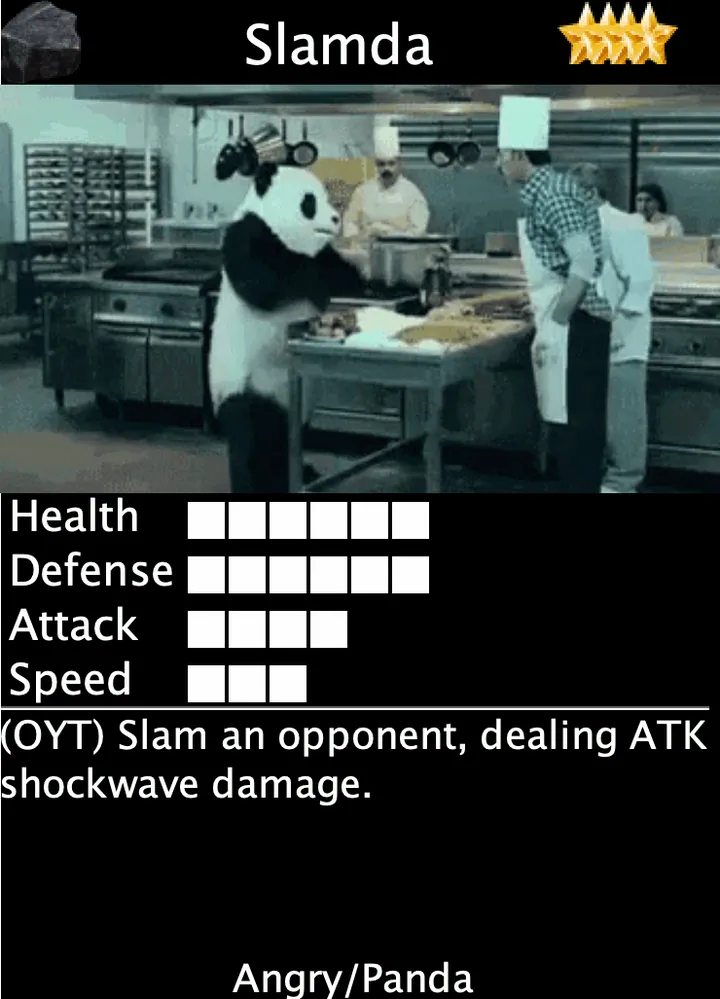 Slamda
Health
Defense
Attack
Speed
(OYT) Slam an opponent, dealing ATK
shockwave damage.
Angry/Panda